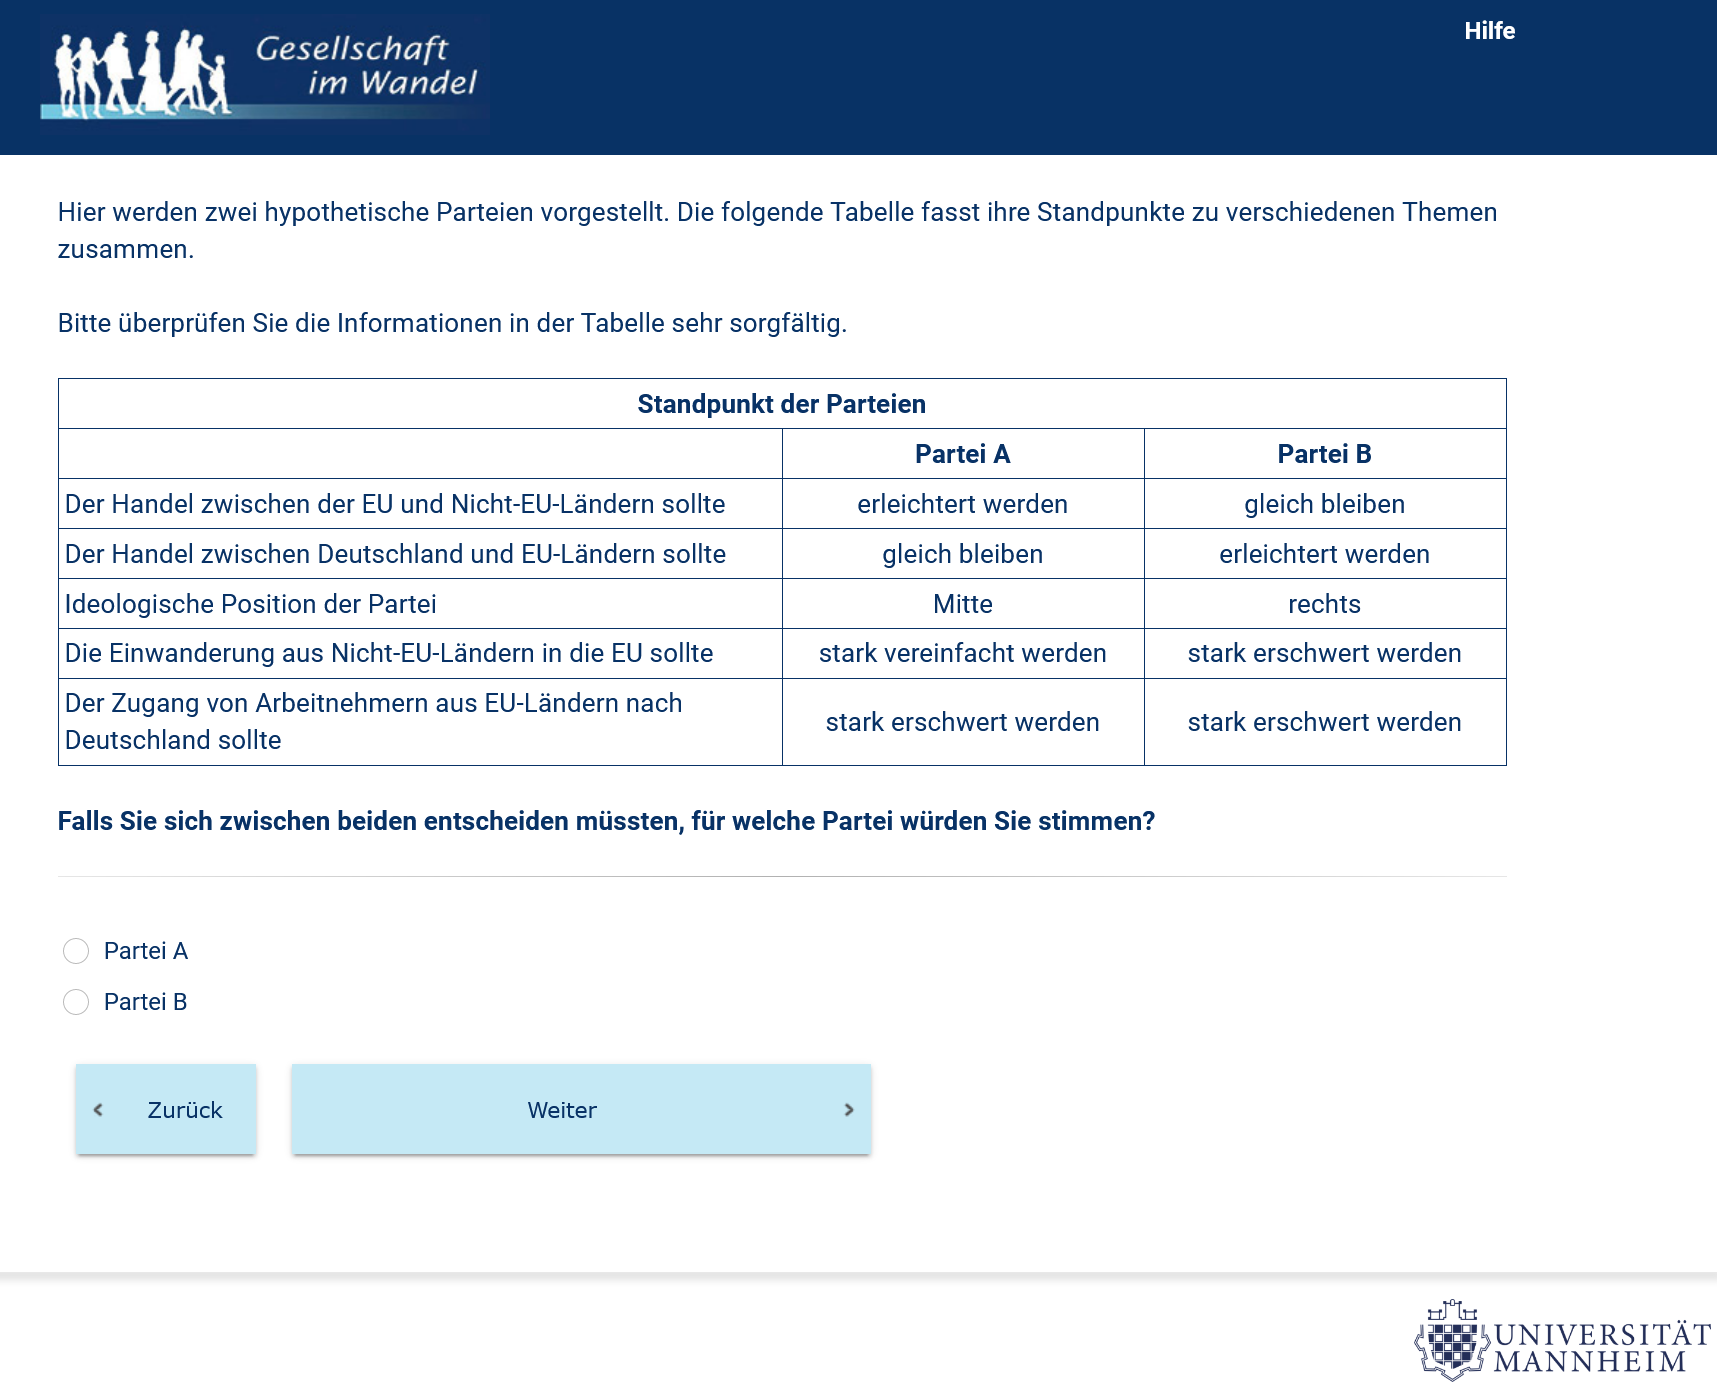 Gesellschaft
im Wandel
Hilfe
Hier werden zwei hypothetische Parteien vorgestellt. Die folgende Tabelle fasst ihre Standpunkte zu verschiedenen Themen
zusammen.
Bitte überprüfen Sie die Informationen in der Tabelle sehr sorgfältig.
Standpunkt der Parteien
Partei A Partei B
Der Handel zwischen der EU und Nicht-EU-Ländern sollte erleichtert werden gleich bleiben
Der Handel zwischen Deutschland und EU-Ländern sollte gleich bleiben erleichtert werden
Ideologische Position der Partei Mitte rechts
Die Einwanderung aus Nicht-EU-Ländern in die EU sollte stark vereinfacht werden stark erschwert werden
Der Zugang von Arbeitnehmern aus EU-Ländern nach
Deutschland sollte stark erschwert werden stark erschwert werden
Falls Sie sich zwischen beiden entscheiden müssten, für welche Partei würden Sie stimmen?
Partei A
Partei B
Zurück Weiter
UNIVERSITÄT
MANNHEIM